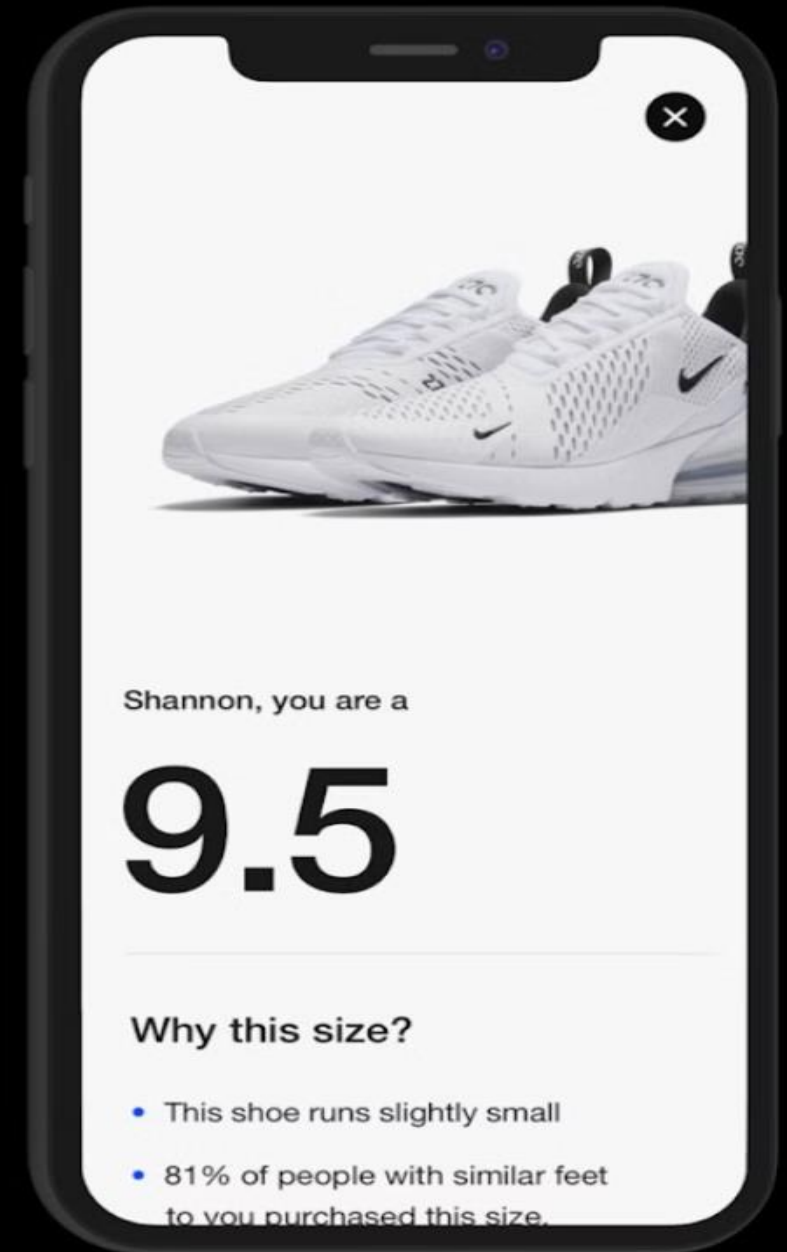 Shannon, you are a
9.5
Why this size?
• This shoe runs slightly small
• 81% of people with similar feet
to you purchased this size.